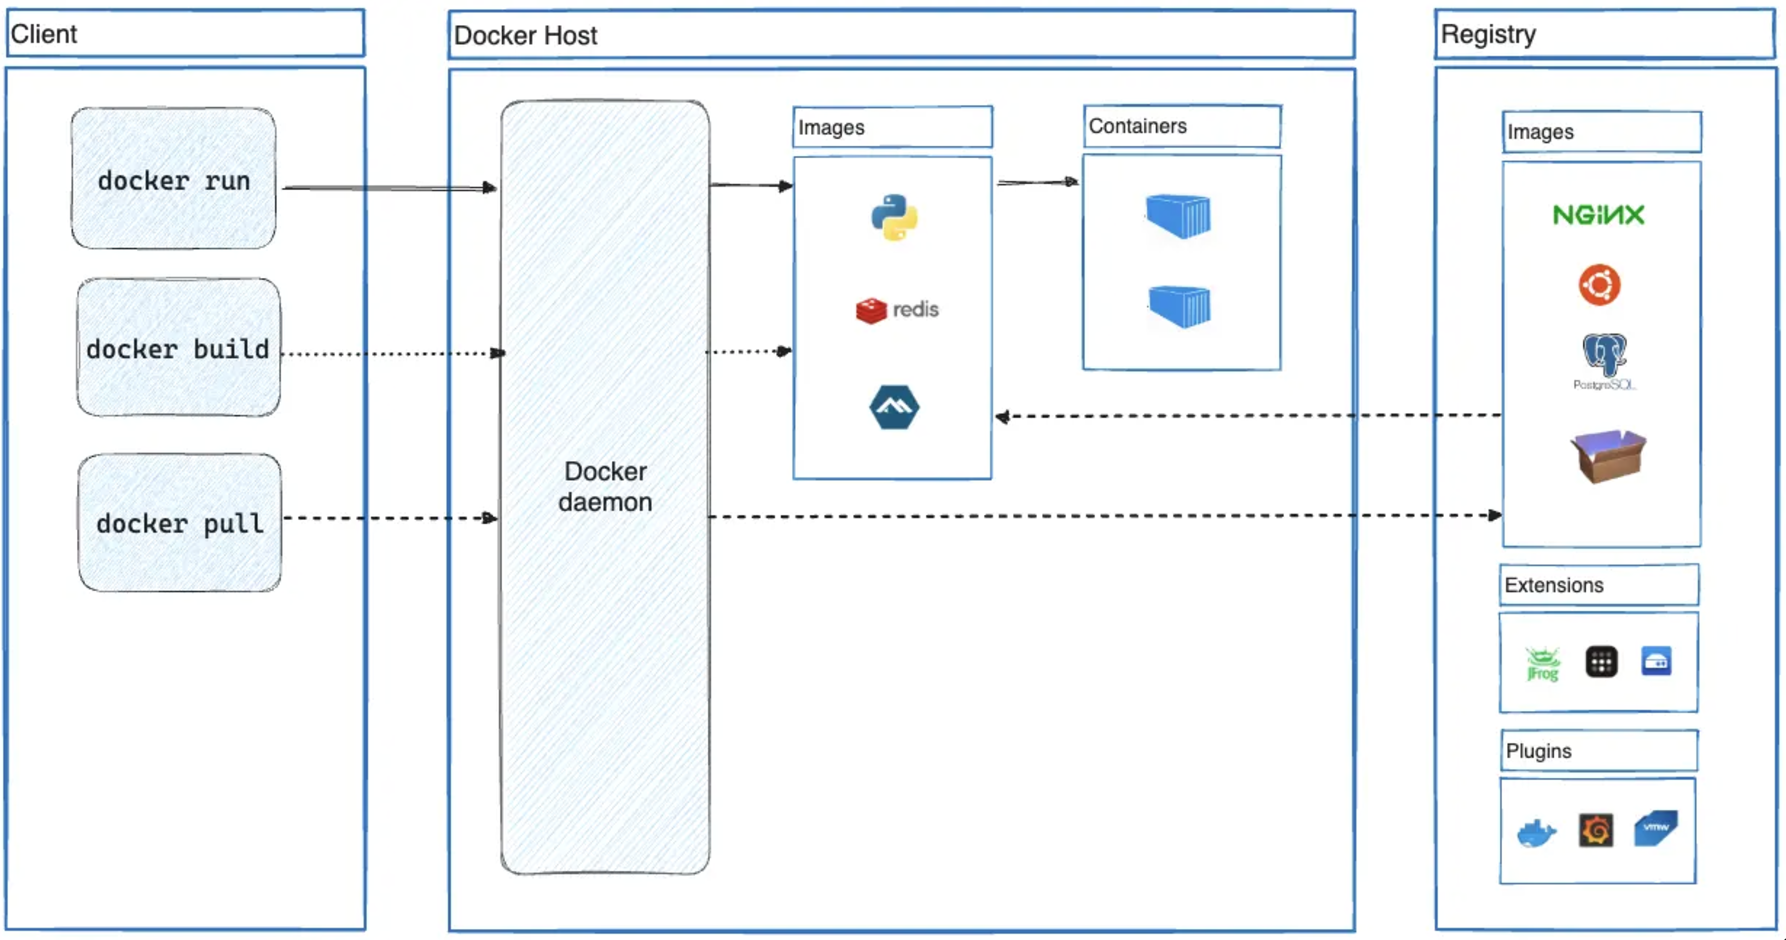 Client
docker run
docker build
docker pull
Docker Host
Docker
daemon
Images
redis
Containers
Registry
Images
NGINX
PostgreSQL
Extensions
JFrog
Plugins
vmw